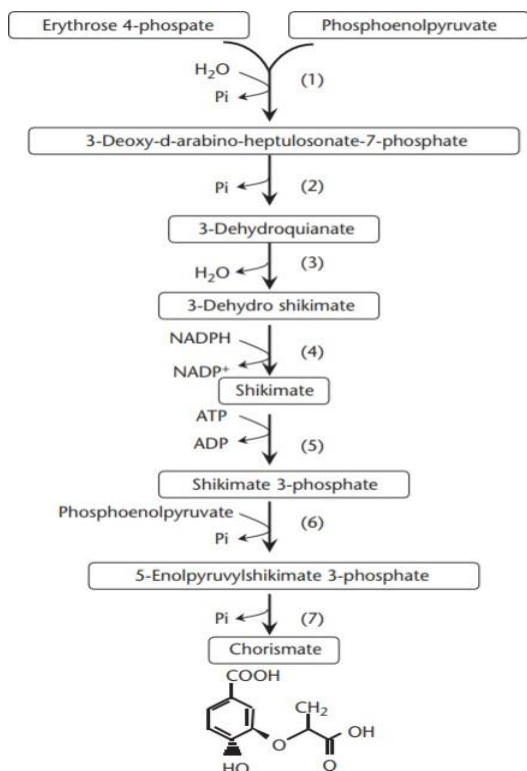 Erythrose 4-phospate
Phosphoenolpyruvate
H₂O
Pi
(1)
3-Deoxy-d-arabino-heptulosonate-7-phosphate
Pi
(2)
3-Dehydroquianate
H₂O
(3)
3-Dehydro shikimate
NADPH
NADP⁺
(4)
Shikimate
ATP
ADP
(5)
Shikimate 3-phosphate
Phosphoenolpyruvate
Pi
(6)
5-Enolpyruvylshikimate 3-phosphate
Pi
(7)
Chorismate
COOH
CH₂
O
OH
O
HO